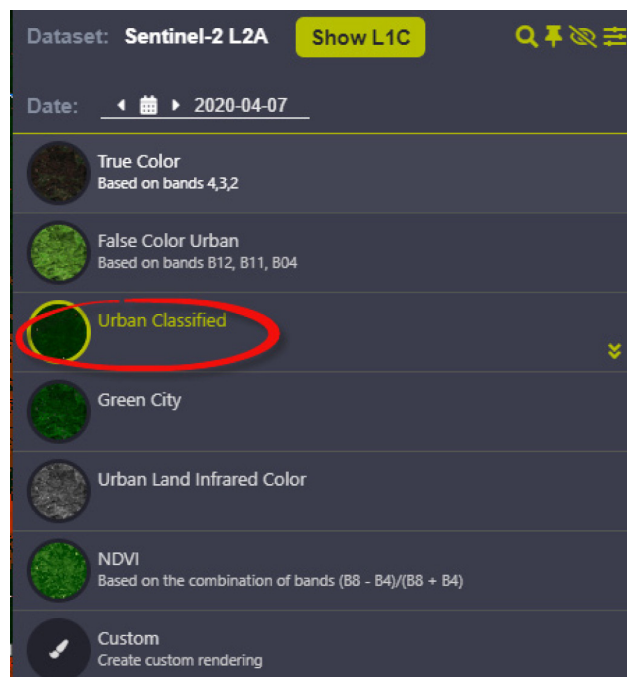 Dataset: Sentinel-2 L2A Show L1C
Date: 2020-04-07
True Color
Based on bands 4,3,2
False Color Urban
Based on bands B12, B11, B04
Urban Classified
Green City
Urban Land Infrared Color
NDVI
Based on the combination of bands (B8 - B4)/(B8 + B4)
Custom
Create custom rendering